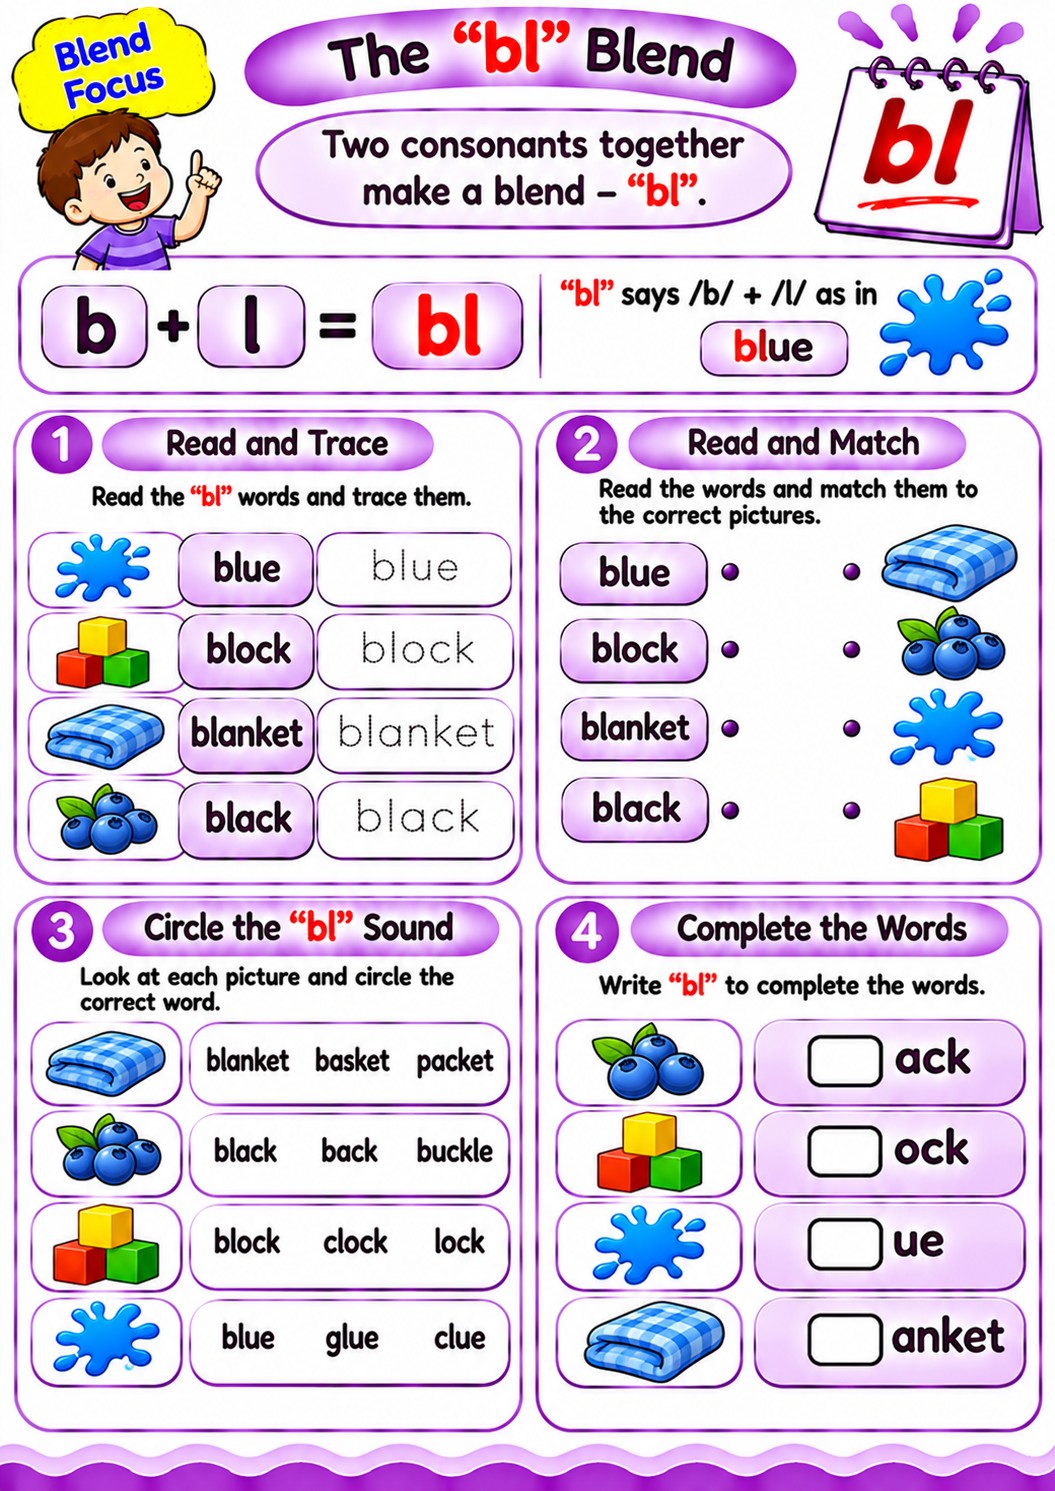 Blend
Focus
The “bl” Blend
Two consonants together
make a blend – “bl”.
bl
b + l = bl
“bl” says /b/ + /l/ as in
blue
1 Read and Trace
Read the “bl” words and trace them.
blue blue
block block
blanket blanket
black black
2 Read and Match
Read the words and match them to
the correct pictures.
blue
block
blanket
black
3 Circle the “bl” Sound
Look at each picture and circle the
correct word.
blanket basket packet
black back buckle
block clock lock
blue glue clue
4 Complete the Words
Write “bl” to complete the words.
ack
ock
ue
anket